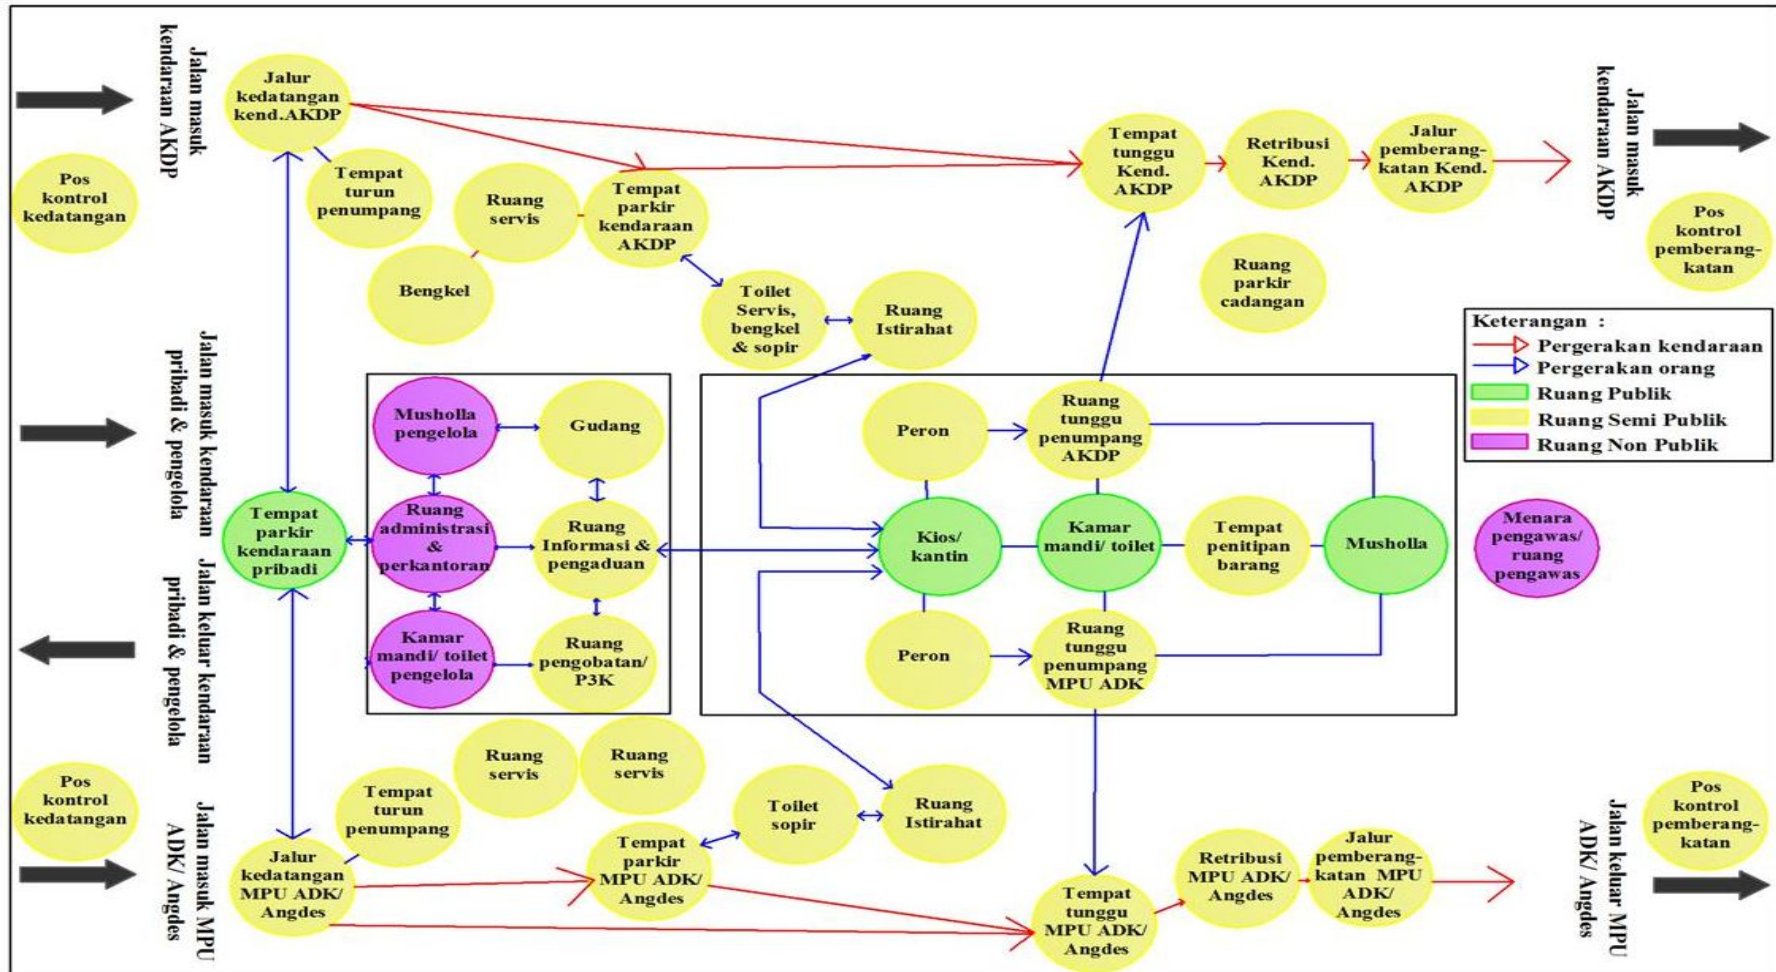 Jalan masuk
kendaraan AKDP
Pos
kontrol
kedatangan
Jalur
kedatangan
kend.AKDP
Tempat
turun
penumpang
Ruang
servis
Bengkel
Tempat
parkir
kendaraan
AKDP
Toilet
Servis,
bengkel
& sopir
Ruang
Istirahat
Tempat
tunggu
Kend.
AKDP
Retribusi
Kend.
AKDP
Jalur
pemberang-
katan Kend.
AKDP
Ruang
parkir
cadangan
Jalan masuk
kendaraan AKDP
Pos
kontrol
pemberang-
katan
Keterangan :
Pergerakan kendaraan
Pergerakan orang
Ruang Publik
Ruang Semi Publik
Ruang Non Publik
Jalan masuk kendaraan
pribadi & pengelola
Jalan keluar kendaraan
pribadi & pengelola
Tempat
parkir
kendaraan
pribadi
Musholla
pengelola
Gudang
Ruang
administrasi
&
perkantoran
Ruang
Informasi &
pengaduan
Kamar
mandi/ toilet
pengelola
Ruang
pengobatan/
P3K
Peron
Ruang
tunggu
penumpang
AKDP
Kios/
kantin
Kamar
mandi/ toilet
Tempat
penitipan
barang
Musholla
Peron
Ruang
tunggu
penumpang
MPU ADK
Menara
pengawas/
ruang
pengawas
Pos
kontrol
kedatangan
Jalan masuk MPU
ADK/ Angdes
Jalur
kedatangan
MPU ADK/
Angdes
Tempat
turun
penumpang
Ruang
servis
Ruang
servis
Tempat
parkir
MPU ADK/
Angdes
Toilet
sopir
Ruang
Istirahat
Tempat
tunggu
MPU ADK/
Angdes
Retribusi
MPU ADK/
Angdes
Jalur
pemberang-
katan MPU
ADK/
Angdes
Jalan keluar MPU
ADK/ Angdes
Pos
kontrol
pemberang-
katan